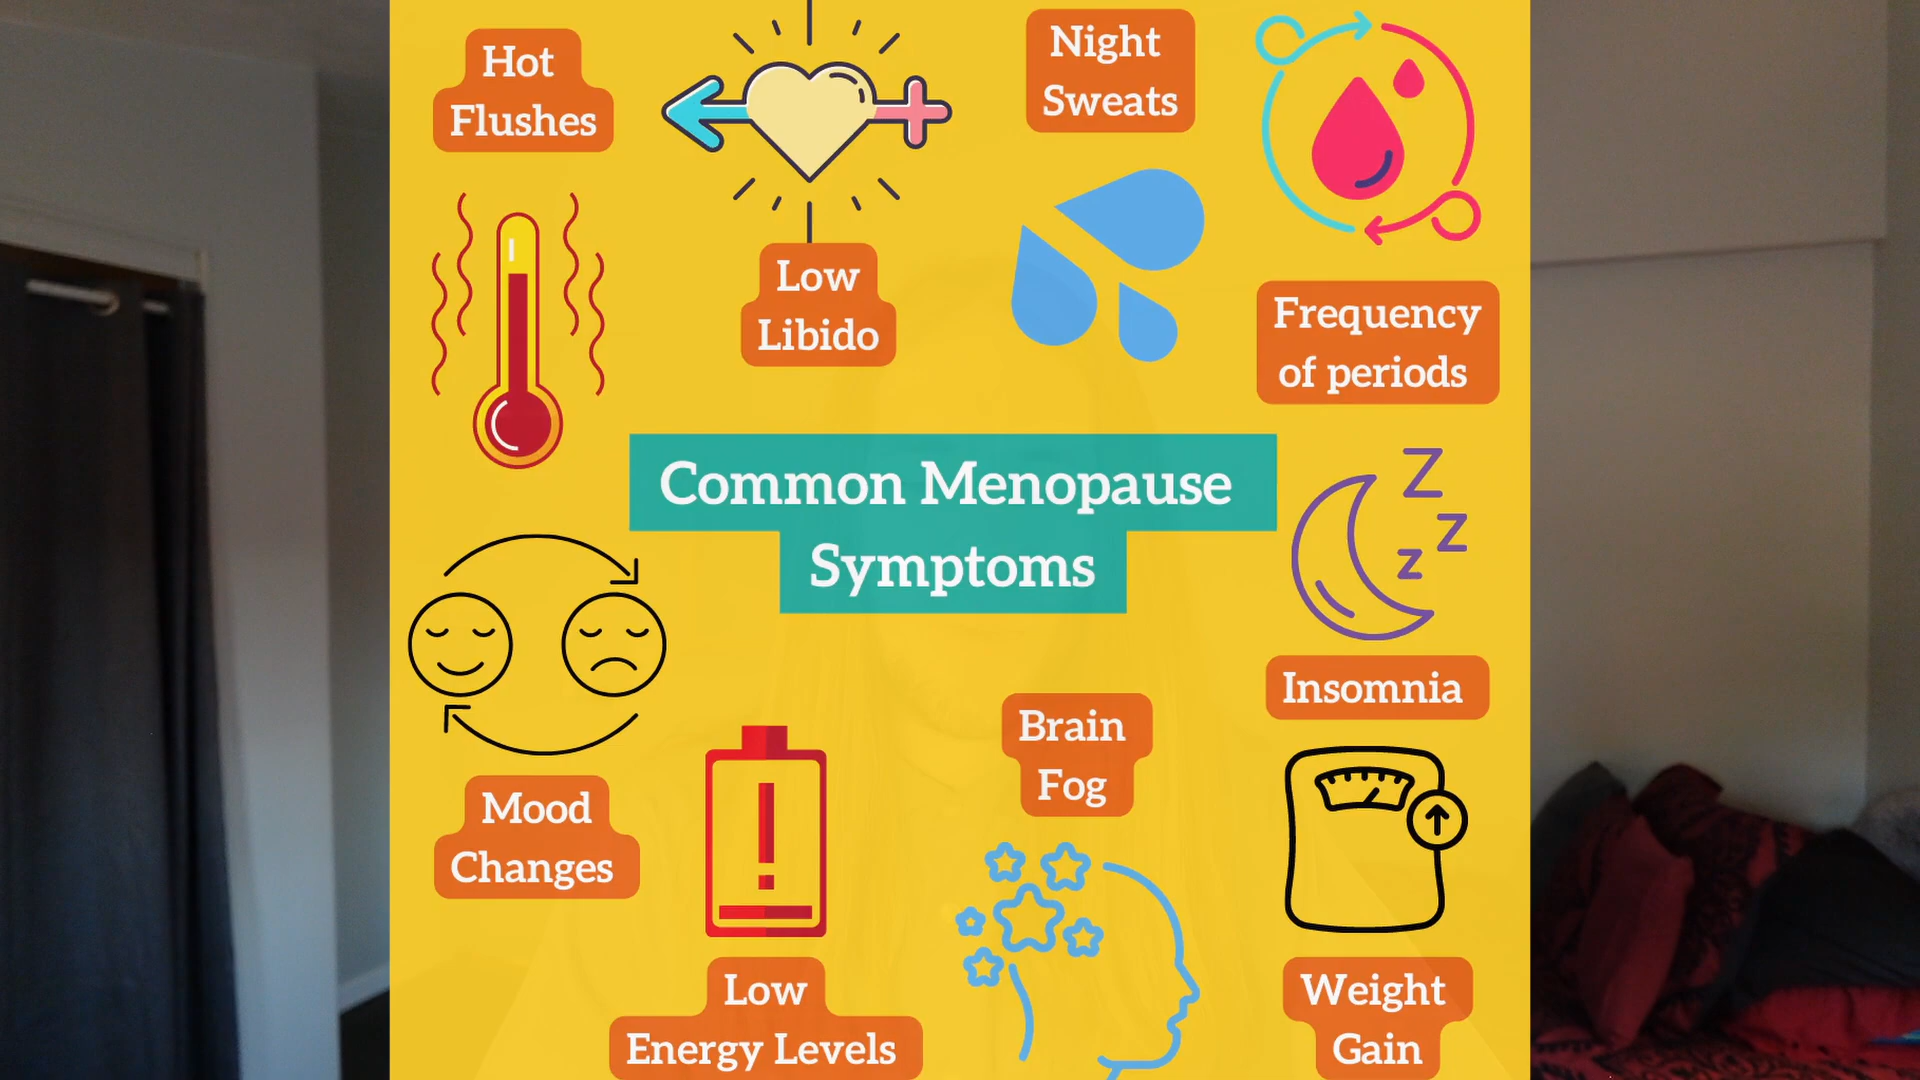 Hot
Flushes
Low
Libido
Night
Sweats
Frequency
of periods
Common Menopause
Symptoms
Z
Z
Z
Insomnia
Mood
Changes
Low
Energy Levels
Brain
Fog
Weight
Gain